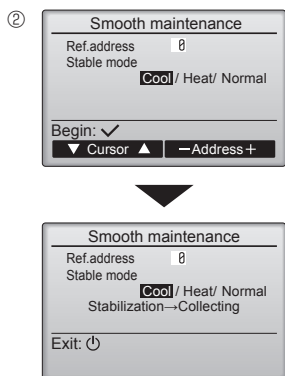 ②
Smooth maintenance
Ref.address 0
Stable mode
Cool / Heat/ Normal
Begin: ✓
▼ Cursor ▲ －Address＋
Smooth maintenance
Ref.address 0
Stable mode
Cool / Heat/ Normal
Stabilization→Collecting
Exit: ⏻